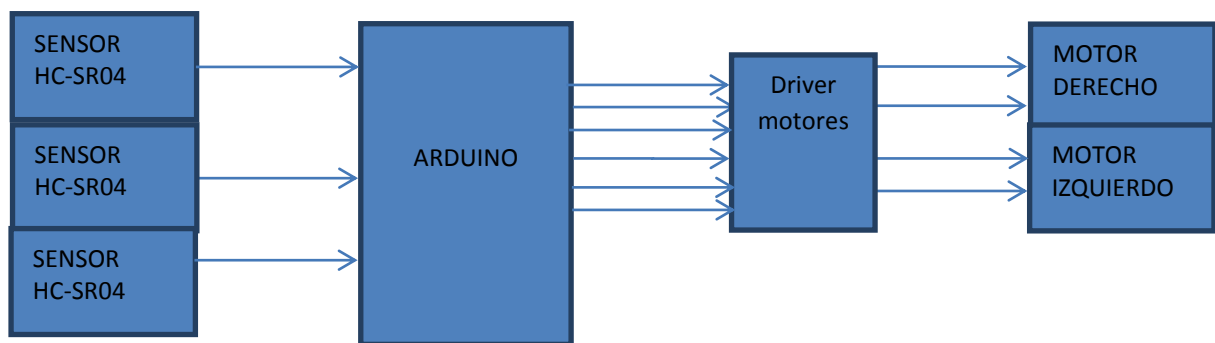 SENSOR
HC-SR04
SENSOR
HC-SR04
SENSOR
HC-SR04
ARDUINO
Driver
motores
MOTOR
DERECHO
MOTOR
IZQUIERDO